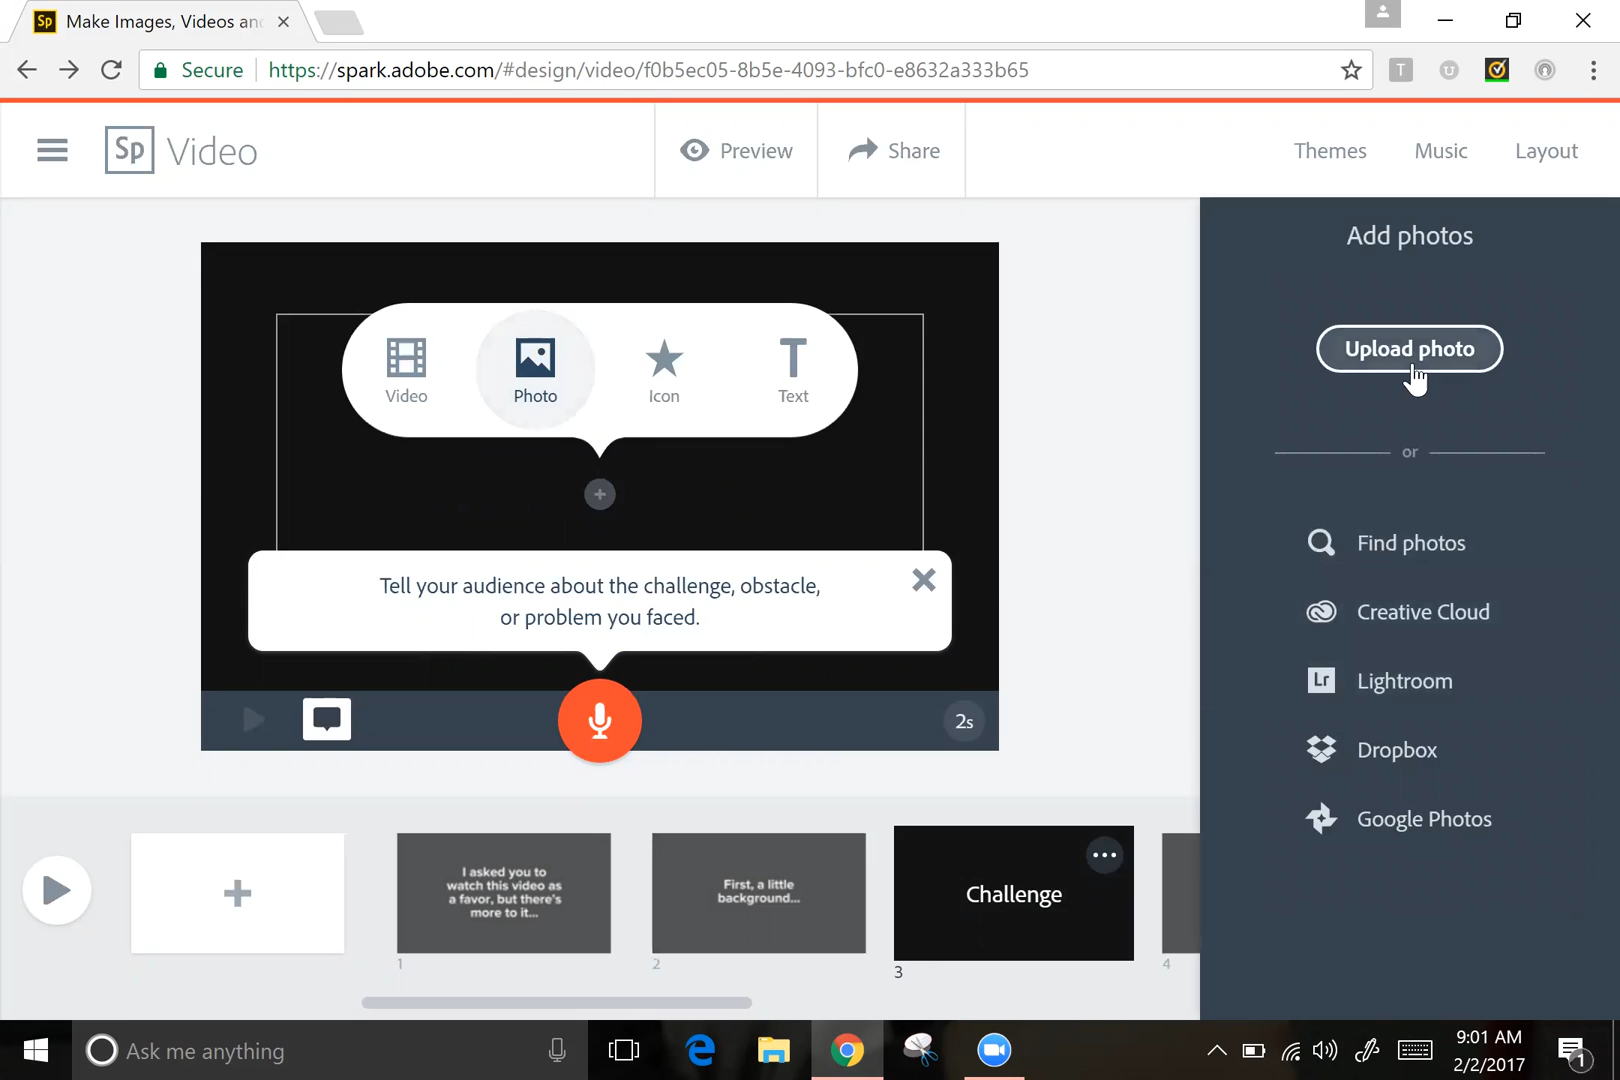 Sp Make Images, Videos an
Secure https://spark.adobe.com/#design/video/f0b5ec05-8b5e-4093-bfc0-e8632a333b65
T
U
Sp Video
Preview
Share
Themes
Music
Layout
Add photos
Upload photo
or
Find photos
Creative Cloud
Lr Lightroom
Dropbox
Google Photos
Video
Photo
Icon
T
Text
Tell your audience about the challenge, obstacle,
or problem you faced.
2s
I asked you to
watch this video as
a favor, but there's
more to it...
1
First, a little
background...
2
Challenge
3
4
Ask me anything
9:01 AM
2/2/2017
1